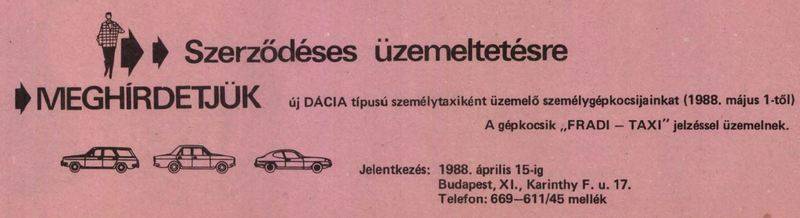 Szerződéses üzemeltetésre
MEGHÍRDETJÜK új DACIA típusú személytaxiként üzemelő személygépkocsijainkat (1988. május 1-től)
A gépkocsik „FRADI – TAXI" jelzéssel üzemelnek.
Jelentkezés: 1988. április 15-ig
Budapest, XI., Karinthy F. u. 17.
Telefon: 669–611/45 mellék